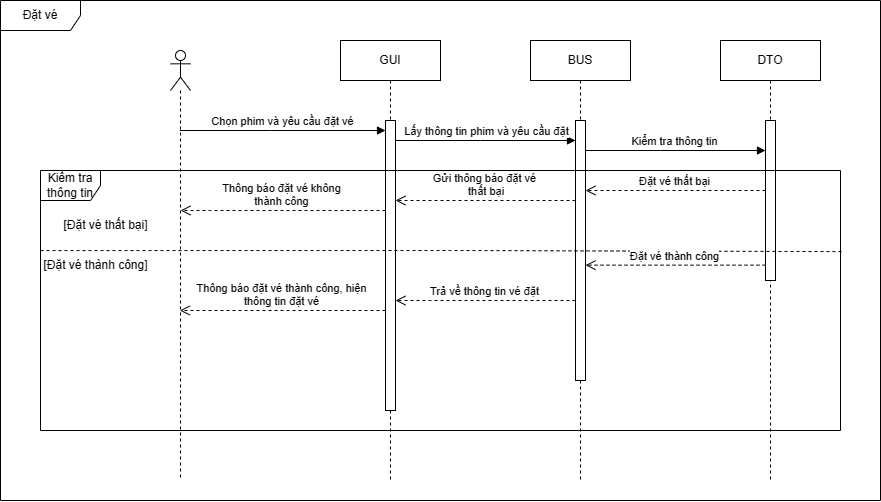 Đặt vé
GUI
BUS
DTO
Chọn phim và yêu cầu đặt vé
Lấy thông tin phim và yêu cầu đặt
Kiểm tra thông tin
Kiểm tra
thông tin
Đặt vé thất bại
Gửi thông báo đặt vé
thất bại
Thông báo đặt vé không
thành công
[Đặt vé thất bại]
[Đặt vé thành công]
Đặt vé thành công
Trả về thông tin vé đặt
Thông báo đặt vé thành công, hiện
thông tin đặt vé